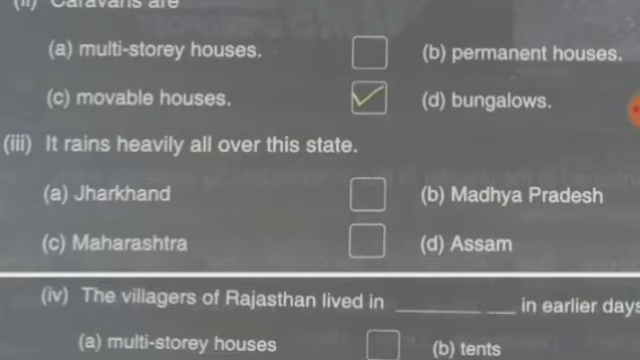 (ii) Caravans are
(a) multi-storey houses. (b) permanent houses.
(c) movable houses. (d) bungalows.
(iii) It rains heavily all over this state.
(a) Jharkhand (b) Madhya Pradesh
(c) Maharashtra (d) Assam
(iv) The villagers of Rajasthan lived in ________ __ in earlier days
(a) multi-storey houses (b) tents